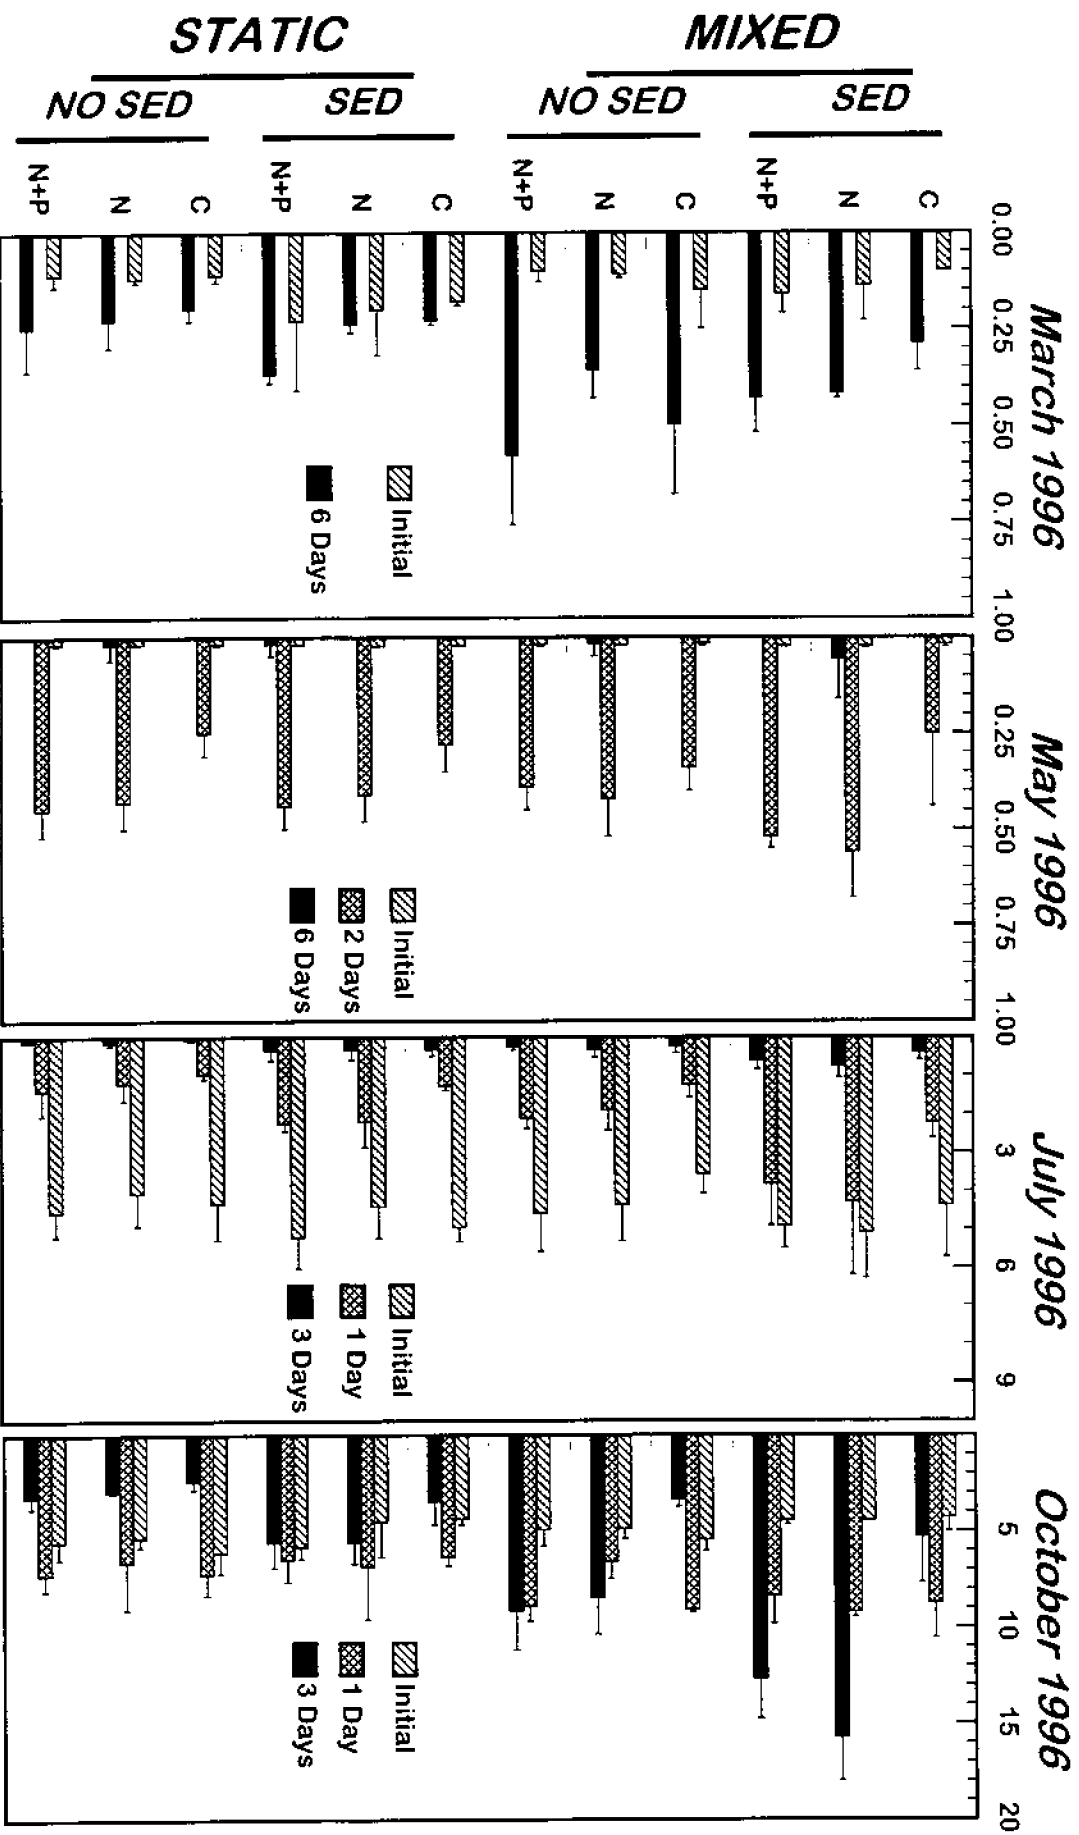 March 1996
0.00
0.25
0.50
0.75
1.00
Initial
6 Days
May 1996
0.25
0.50
0.75
1.00
Initial
2 Days
6 Days
July 1996
3
6
9
Initial
1 Day
3 Days
October 1996
5
10
15
20
Initial
1 Day
3 Days
N+P N C N+P N C N+P N C N+P N C
NO SED SED NO SED SED
STATIC MIXED